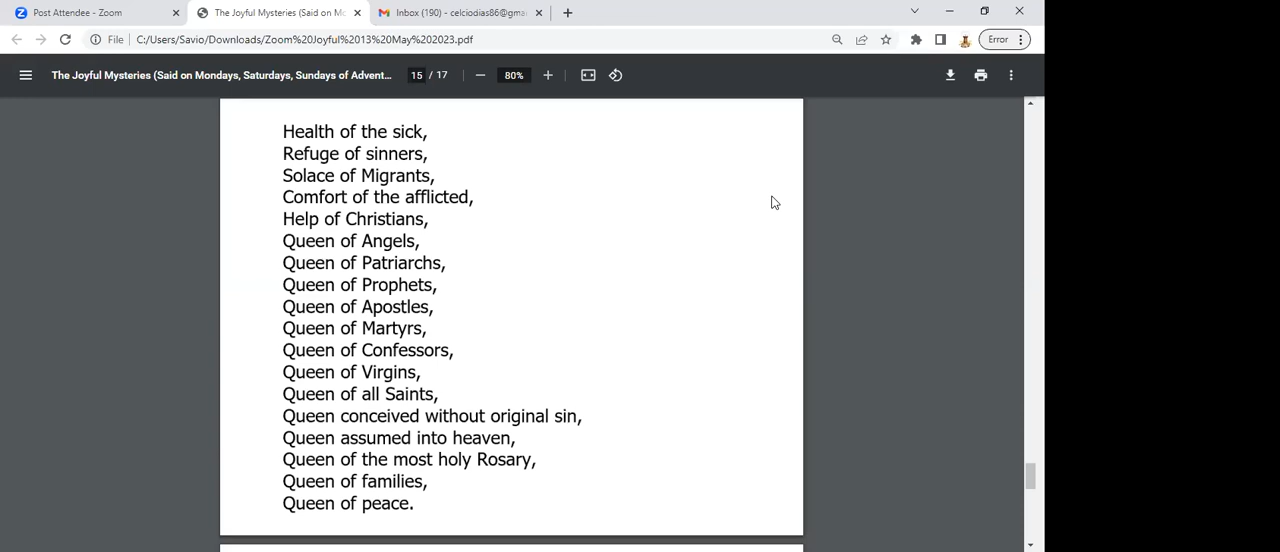 Post Attendee - Zoom
The Joyful Mysteries (Said on Mo
Inbox (190) - celciodias86@gma
File
C:/Users/Savio/Downloads/Zoom%20Joyful%2013%20May%202023.pdf
Error
The Joyful Mysteries (Said on Mondays, Saturdays, Sundays of Advent...
15 / 17
80%
Health of the sick,
Refuge of sinners,
Solace of Migrants,
Comfort of the afflicted,
Help of Christians,
Queen of Angels,
Queen of Patriarchs,
Queen of Prophets,
Queen of Apostles,
Queen of Martyrs,
Queen of Confessors,
Queen of Virgins,
Queen of all Saints,
Queen conceived without original sin,
Queen assumed into heaven,
Queen of the most holy Rosary,
Queen of families,
Queen of peace.